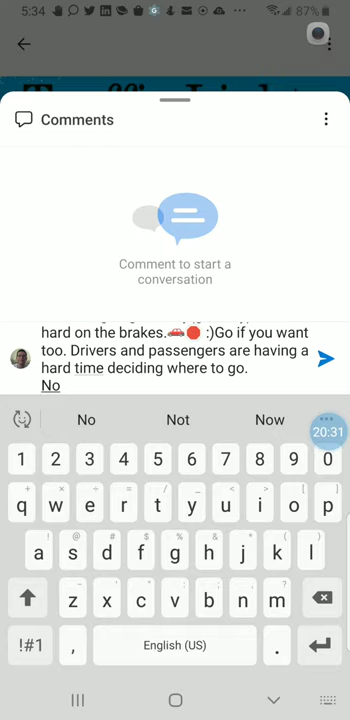 5:34
87%
Comments
Comment to start a
conversation
hard on the brakes.🚗🛑 :)Go if you want
too. Drivers and passengers are having a
hard time deciding where to go.
No
No Not Now
20:31
1 2 3 4 5 6 7 8 9 0
q w e r t y u i o p
a s d f g h j k l
z x c v b n m
!#1 , English (US) .